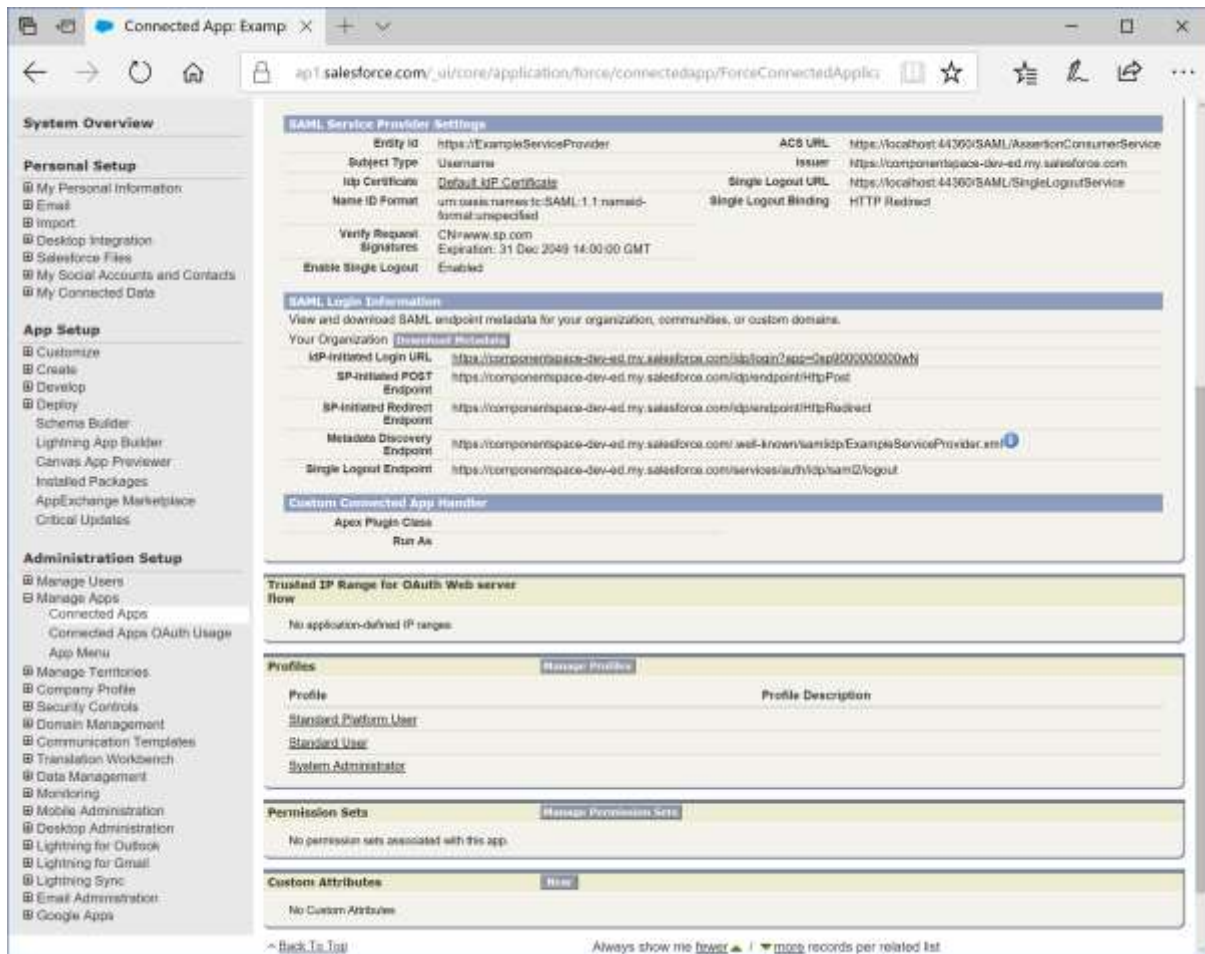 Connected App: Examp
ap1.salesforce.com/_ui/core/application/force/connectedapp/ForceConnectedApplic
System Overview
Personal Setup
My Personal Information
Email
Import
Desktop Integration
Salesforce Files
My Social Accounts and Contacts
My Connected Data
App Setup
Customize
Create
Develop
Deploy
Schema Builder
Lightning App Builder
Canvas App Previewer
Installed Packages
AppExchange Marketplace
Critical Updates
Administration Setup
Manage Users
Manage Apps
Connected Apps
Connected Apps OAuth Usage
App Menu
Manage Territories
Company Profile
Security Controls
Domain Management
Communication Templates
Translation Workbench
Data Management
Monitoring
Mobile Administration
Desktop Administration
Lightning for Outlook
Lightning for Gmail
Lightning Sync
Email Administration
Google Apps
SAML Service Provider Settings
Entity Id https://ExampleServiceProvider ACS URL https://localhost:44360/SAML/AssertionConsumerService
Subject Type Username Issuer https://componentspace-dev-ed.my.salesforce.com
Idp Certificate Default IdP Certificate Single Logout URL https://localhost:44360/SAML/SingleLogoutService
Name ID Format urn:oasis:names:tc:SAML:1.1:nameid- Single Logout Binding HTTP Redirect
format:unspecified
Verify Request CN=www.sp.com
Signatures Expiration: 31 Dec 2049 14:00:00 GMT
Enable Single Logout Enabled
SAML Login Information
View and download SAML endpoint metadata for your organization, communities, or custom domains.
Your Organization Download Metadata
IdP-Initiated Login URL https://componentspace-dev-ed.my.salesforce.com/idp/login?app=0sp9000000000wN
SP-Initiated POST https://componentspace-dev-ed.my.salesforce.com/idp/endpoint/HttpPost
Endpoint
SP-Initiated Redirect https://componentspace-dev-ed.my.salesforce.com/idp/endpoint/HttpRedirect
Endpoint
Metadata Discovery https://componentspace-dev-ed.my.salesforce.com/.well-known/samlidp/ExampleServiceProvider.xml
Endpoint
Single Logout Endpoint https://componentspace-dev-ed.my.salesforce.com/services/auth/idp/saml2/logout
Custom Connected App Handler
Apex Plugin Class
Run As
Trusted IP Range for OAuth Web server
flow
No application-defined IP ranges
Profiles Manage Profiles
Profile Profile Description
Standard Platform User
Standard User
System Administrator
Permission Sets Manage Permission Sets
No permission sets associated with this app.
Custom Attributes New
No Custom Attributes
^ Back To Top Always show me fewer ▲ / ▼ more records per related list